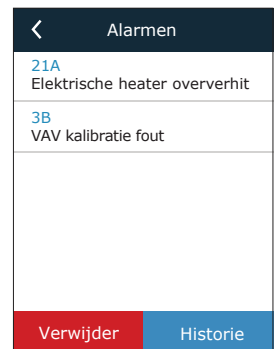 Alarmen
21A
Elektrische heater oververhit
3B
VAV kalibratie fout
Verwijder
Historie